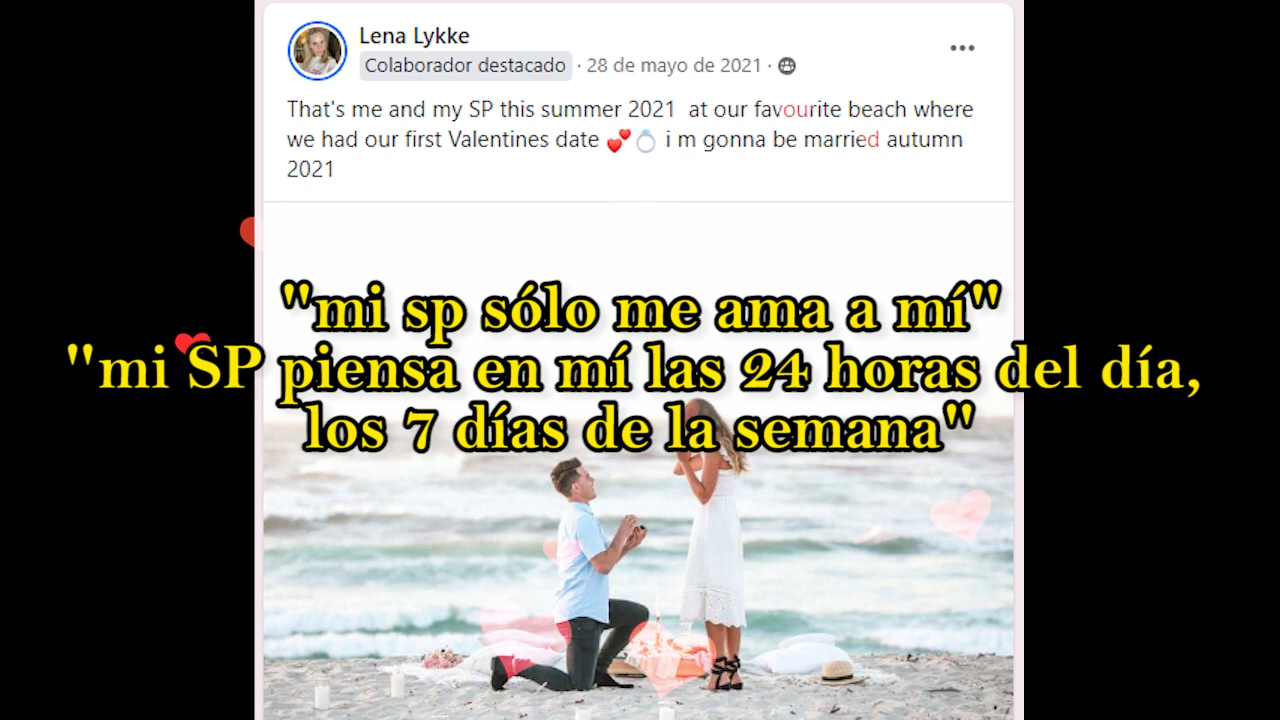 Lena Lykke
Colaborador destacado · 28 de mayo de 2021 ·
That's me and my SP this summer 2021 at our favourite beach where
we had our first Valentines date 💕💍 i m gonna be married autumn
2021
"mi sp sólo me ama a mí"
"mi SP piensa en mí las 24 horas del día,
los 7 días de la semana"